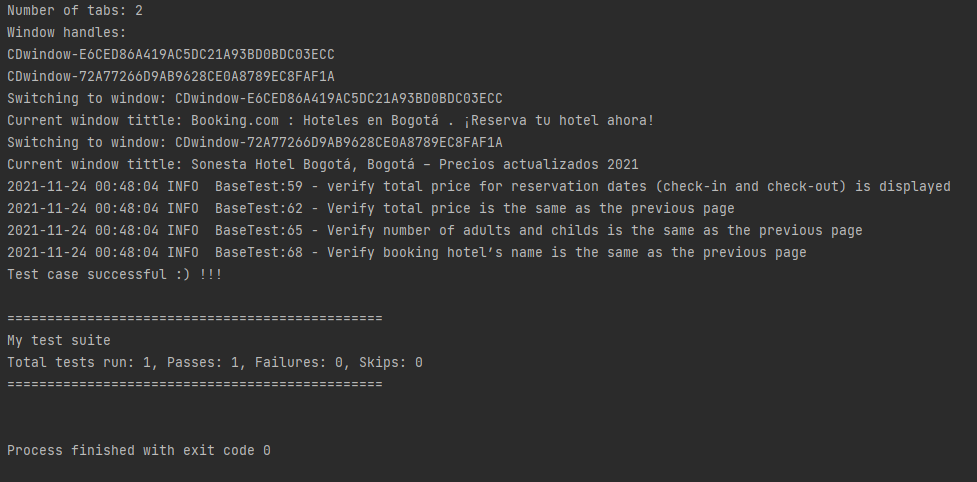 Number of tabs: 2
Window handles:
CDwindow-E6CED86A419AC5DC21A93BD0BDC03ECC
CDwindow-72A77266D9AB9628CE0A8789EC8FAF1A
Switching to window: CDwindow-E6CED86A419AC5DC21A93BD0BDC03ECC
Current window tittle: Booking.com : Hoteles en Bogotá . ¡Reserva tu hotel ahora!
Switching to window: CDwindow-72A77266D9AB9628CE0A8789EC8FAF1A
Current window tittle: Sonesta Hotel Bogotá, Bogotá – Precios actualizados 2021
2021-11-24 00:48:04 INFO  BaseTest:59 - verify total price for reservation dates (check-in and check-out) is displayed
2021-11-24 00:48:04 INFO  BaseTest:62 - Verify total price is the same as the previous page
2021-11-24 00:48:04 INFO  BaseTest:65 - Verify number of adults and childs is the same as the previous page
2021-11-24 00:48:04 INFO  BaseTest:68 - Verify booking hotel’s name is the same as the previous page
Test case successful :) !!!
===============================================
My test suite
Total tests run: 1, Passes: 1, Failures: 0, Skips: 0
===============================================
Process finished with exit code 0